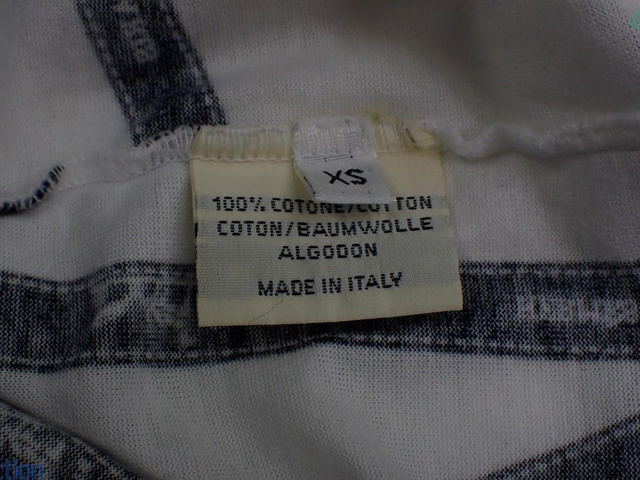 XS
100% COTONE/COTTON
COTON/BAUMWOLLE
ALGODON
MADE IN ITALY